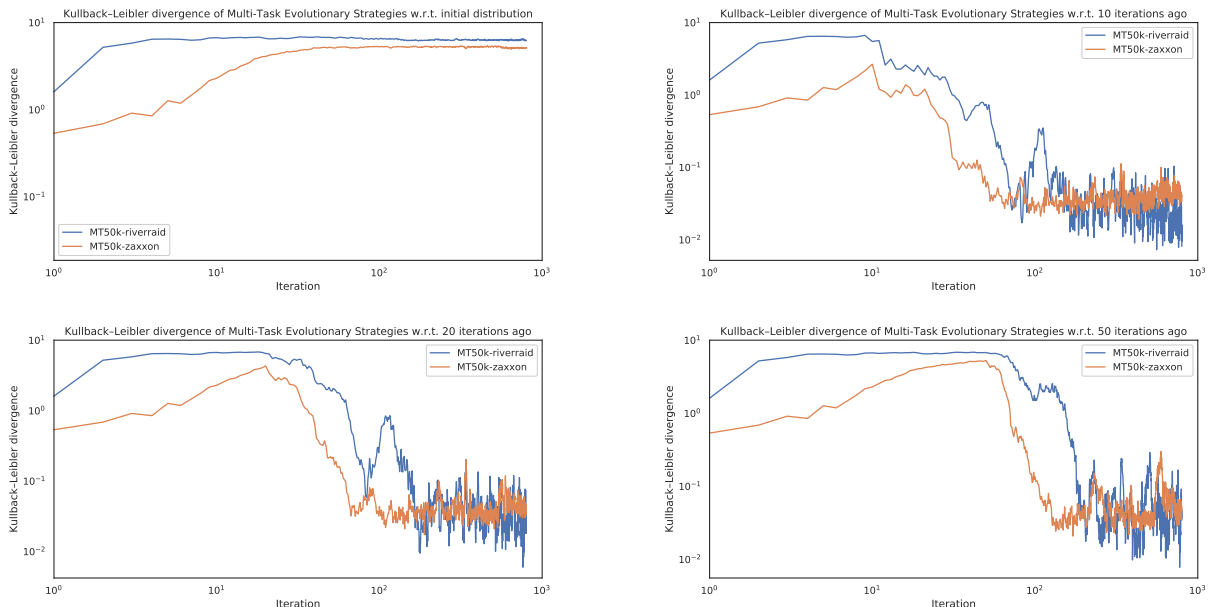 Kullback–Leibler divergence of Multi-Task Evolutionary Strategies w.r.t. initial distribution
10¹
10⁰
10⁻¹
Kullback–Leibler divergence
MT50k-riverraid
MT50k-zaxxon
10⁰
10¹
10²
10³
Iteration
Kullback–Leibler divergence of Multi-Task Evolutionary Strategies w.r.t. 10 iterations ago
10¹
10⁰
10⁻¹
10⁻²
Kullback–Leibler divergence
MT50k-riverraid
MT50k-zaxxon
10⁰
10¹
10²
10³
Iteration
Kullback–Leibler divergence of Multi-Task Evolutionary Strategies w.r.t. 20 iterations ago
10¹
10⁰
10⁻¹
10⁻²
Kullback–Leibler divergence
MT50k-riverraid
MT50k-zaxxon
10⁰
10¹
10²
10³
Iteration
Kullback–Leibler divergence of Multi-Task Evolutionary Strategies w.r.t. 50 iterations ago
10¹
10⁰
10⁻¹
10⁻²
Kullback–Leibler divergence
MT50k-riverraid
MT50k-zaxxon
10⁰
10¹
10²
10³
Iteration